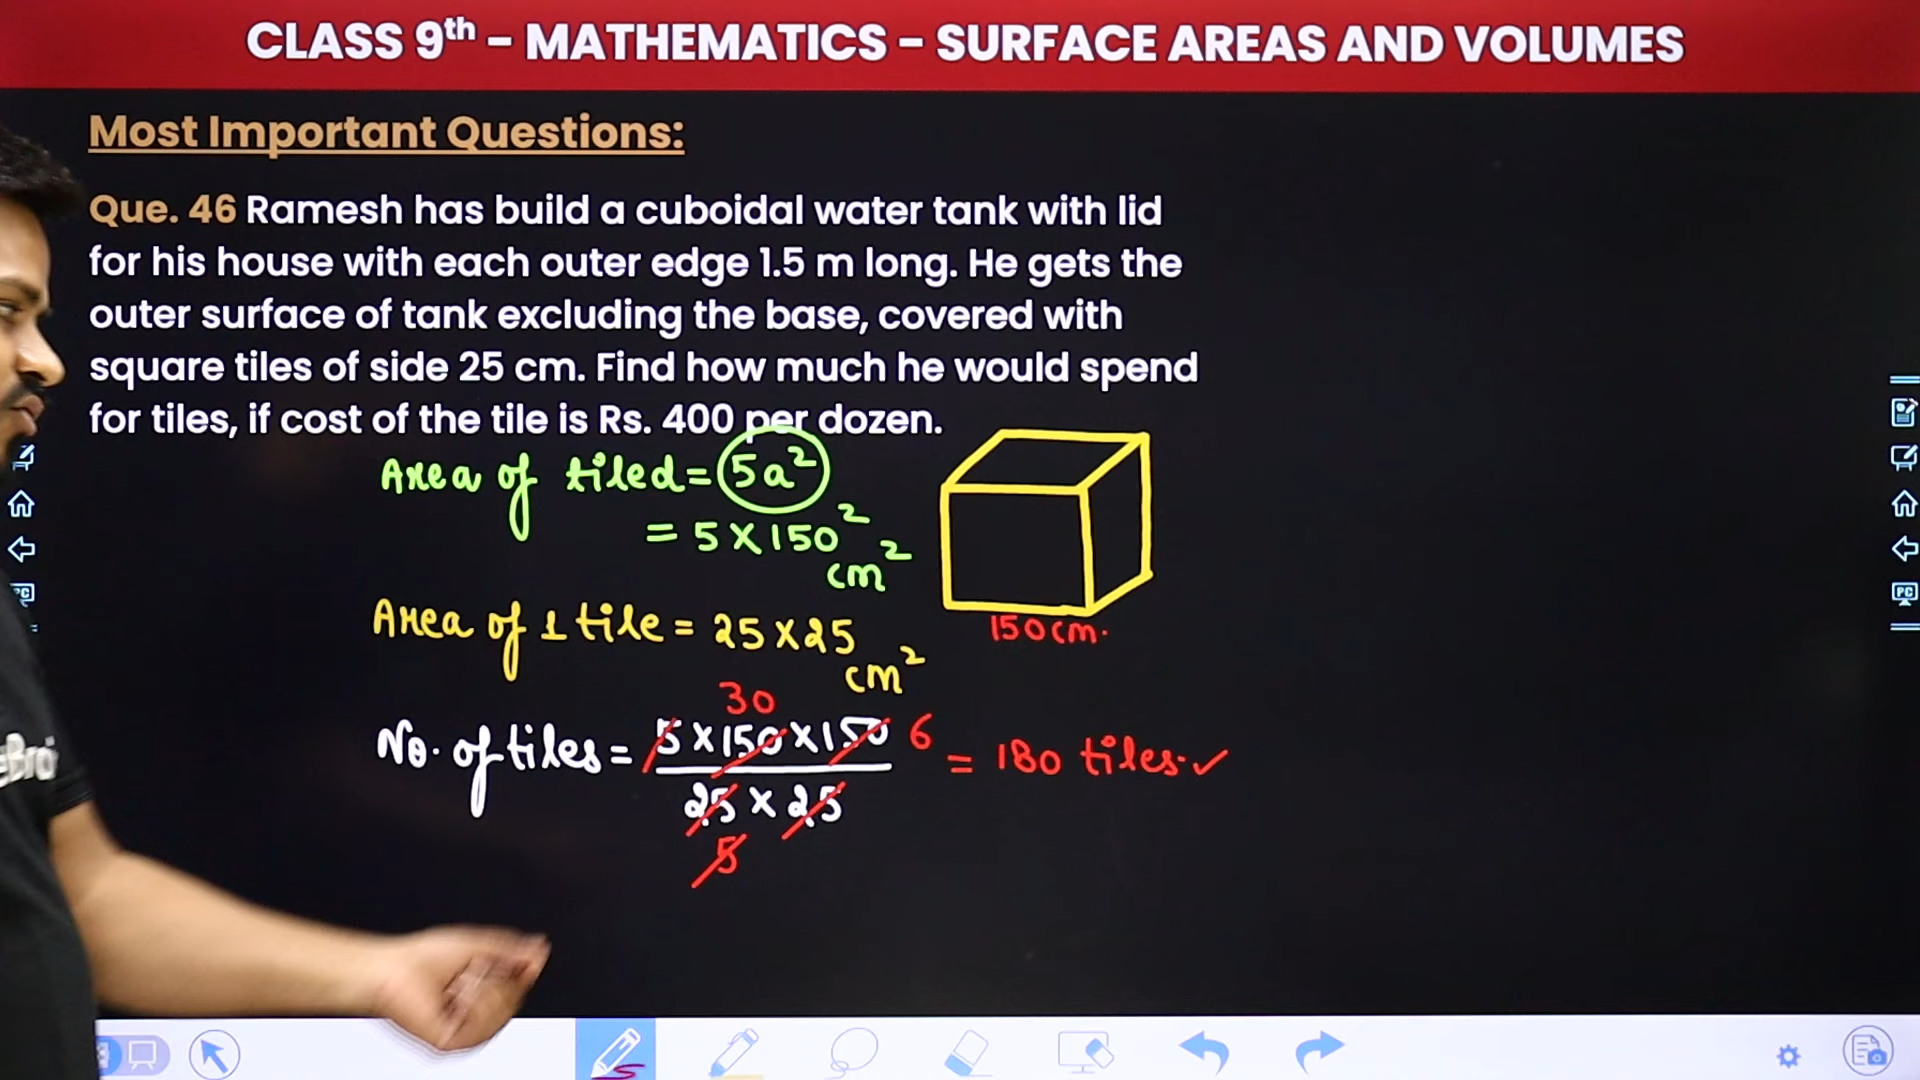 CLASS 9th - MATHEMATICS - SURFACE AREAS AND VOLUMES
Most Important Questions:
Que. 46 Ramesh has build a cuboidal water tank with lid
for his house with each outer edge 1.5 m long. He gets the
outer surface of tank excluding the base, covered with
square tiles of side 25 cm. Find how much he would spend
for tiles, if cost of the tile is Rs. 400 per dozen.
Area of tiled = 5a²
= 5 × 150² cm²
150 cm.
Area of 1 tile = 25 × 25 cm²
30
No. of tiles = 5 × 150 × 150 6 = 180 tiles. ✓
25 × 25
5
PC